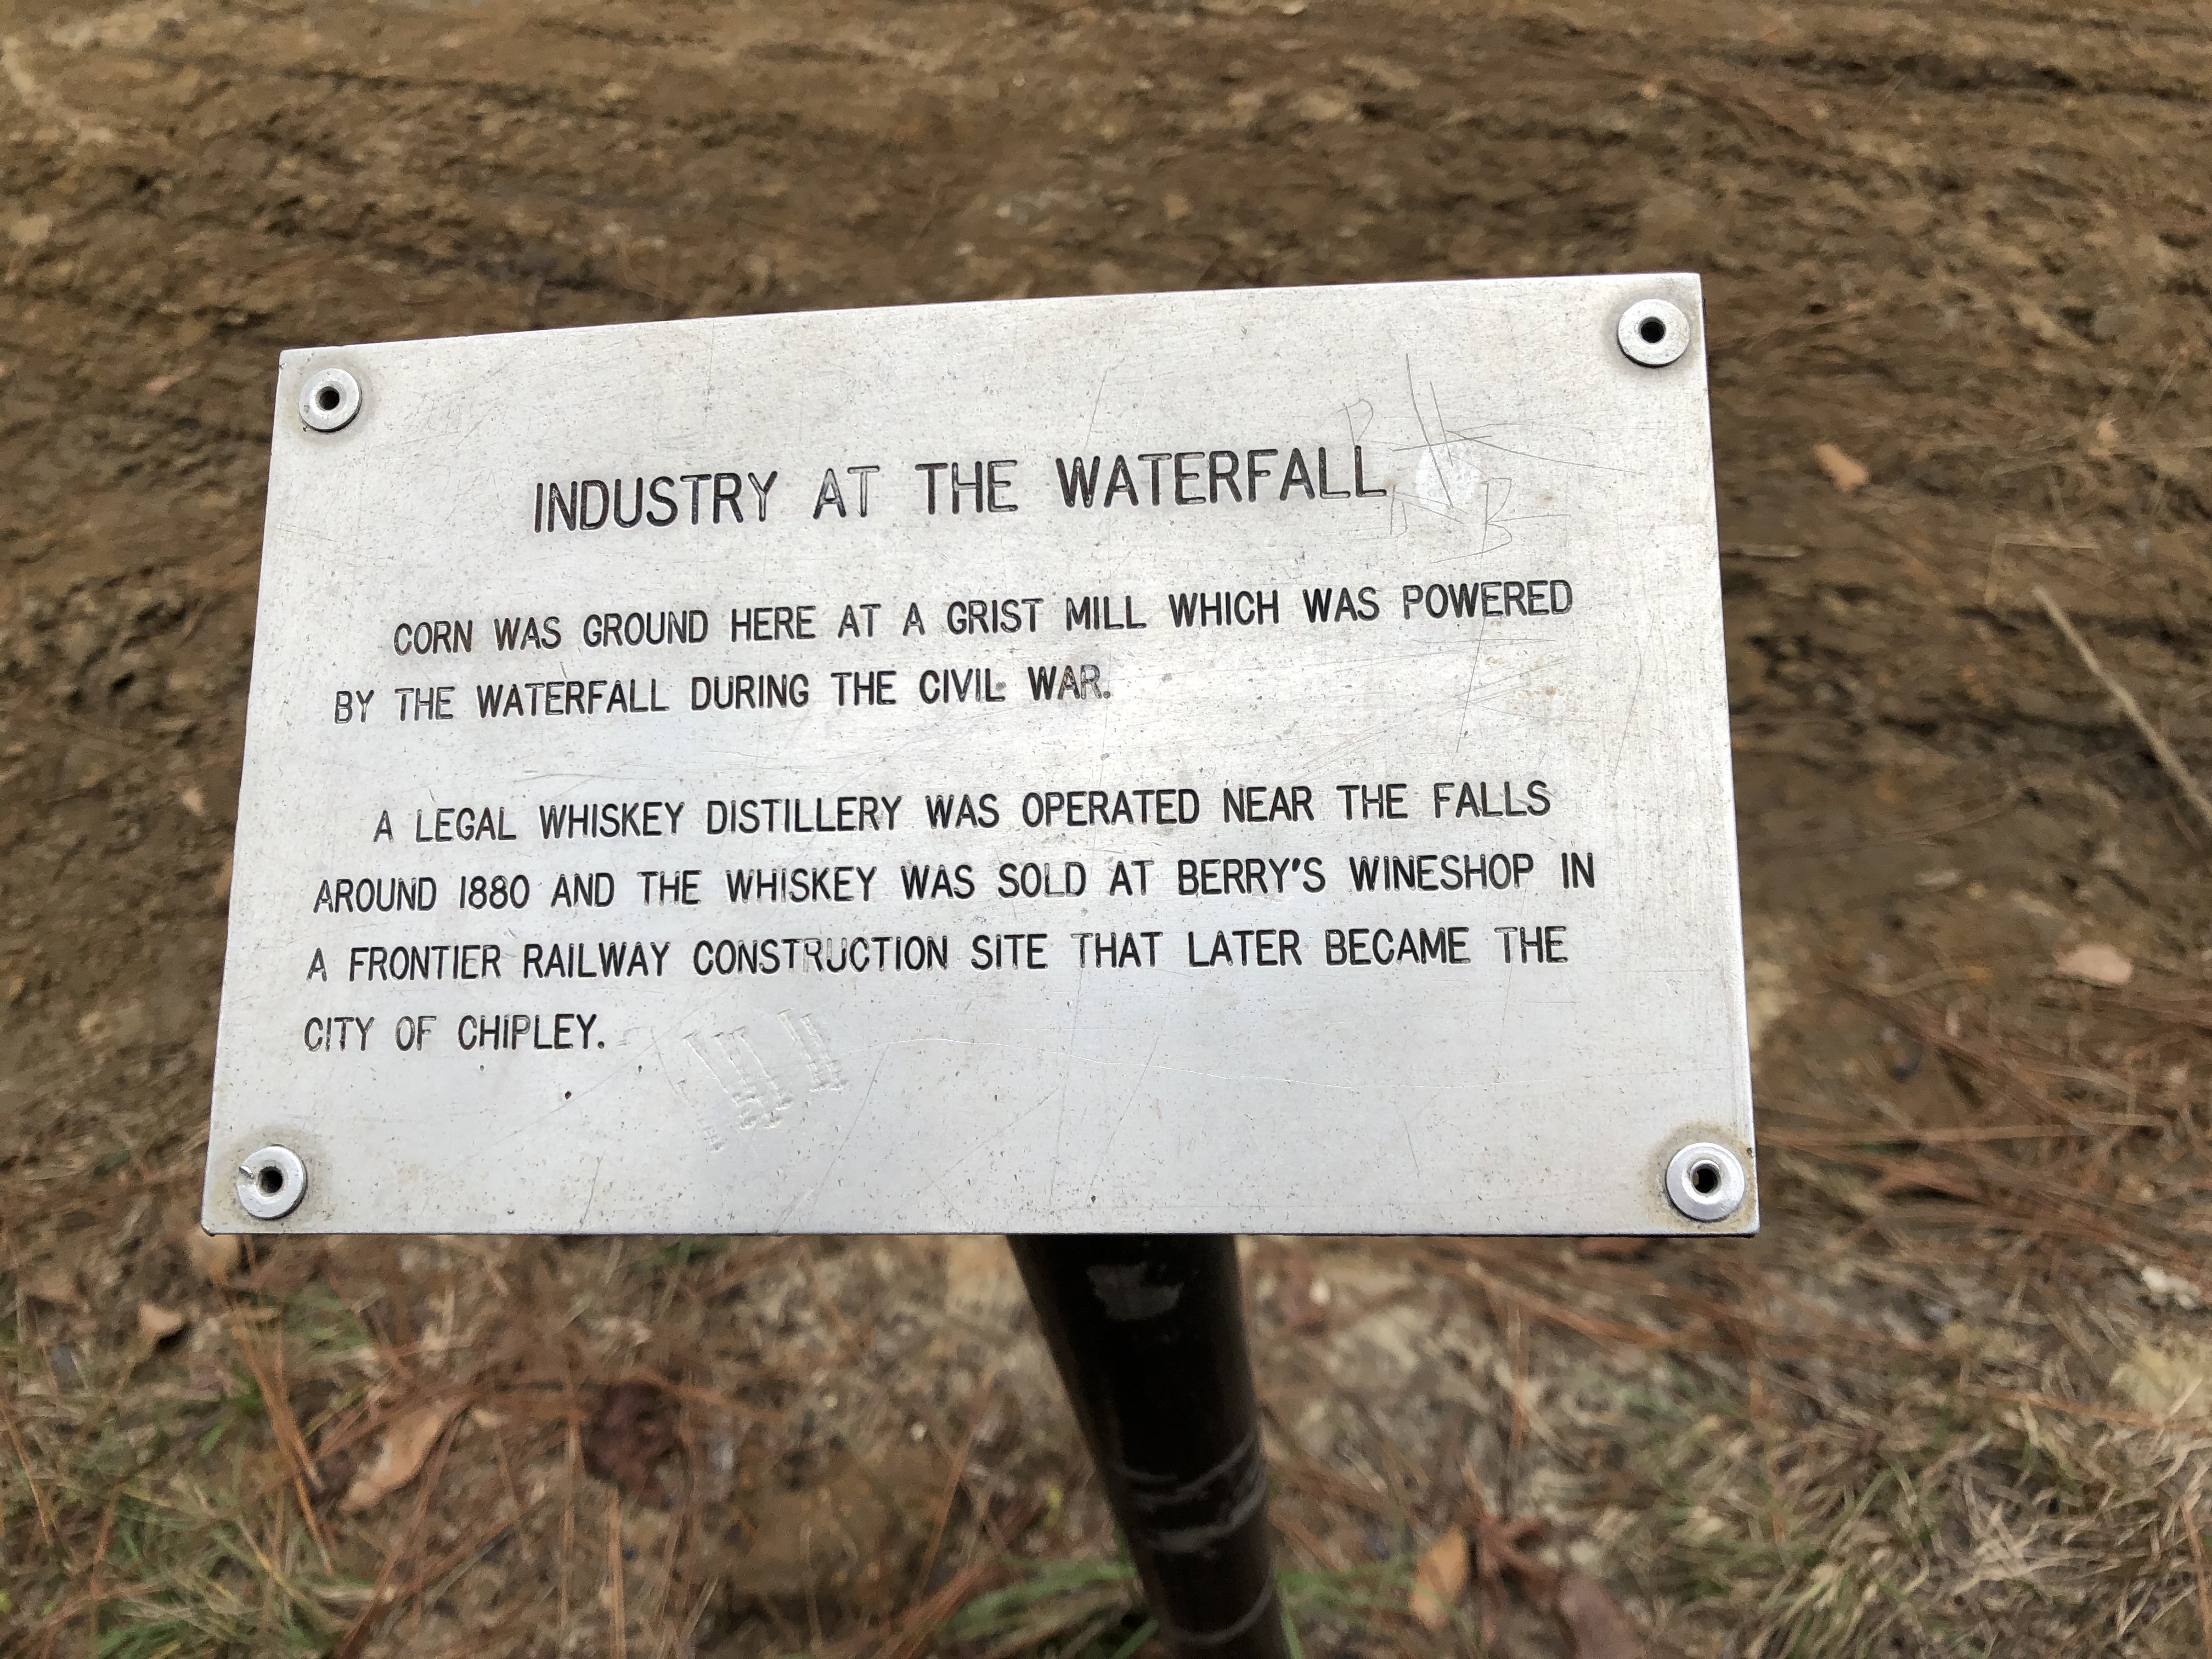 INDUSTRY AT THE WATERFALL
CORN WAS GROUND HERE AT A GRIST MILL WHICH WAS POWERED
BY THE WATERFALL DURING THE CIVIL WAR.
A LEGAL WHISKEY DISTILLERY WAS OPERATED NEAR THE FALLS
AROUND 1880 AND THE WHISKEY WAS SOLD AT BERRY'S WINESHOP IN
A FRONTIER RAILWAY CONSTRUCTION SITE THAT LATER BECAME THE
CITY OF CHIPLEY.